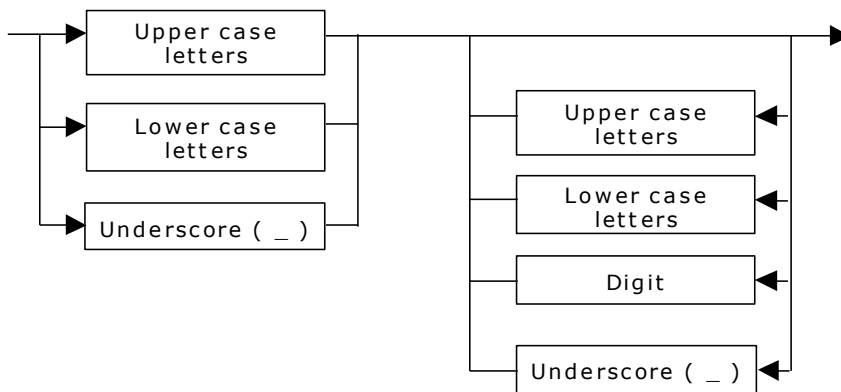 Upper case
letters
Lower case
letters
Underscore ( _ )
Upper case
letters
Lower case
letters
Digit
Underscore ( _ )